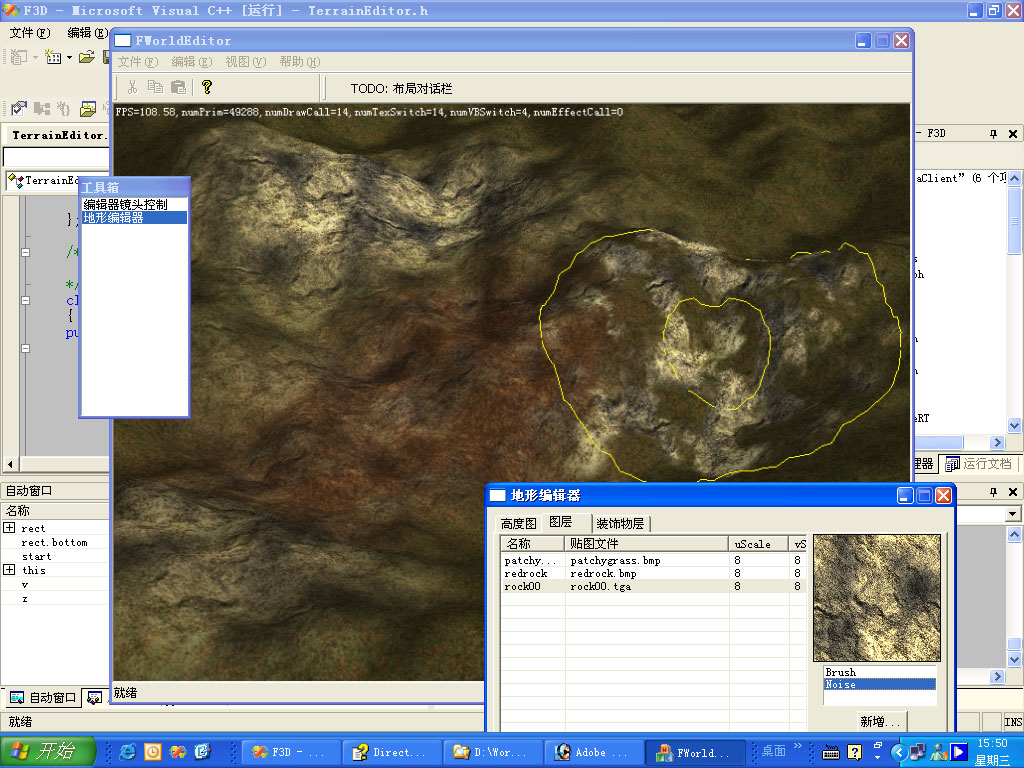 F3D - Microsoft Visual C++ [运行] - TerrainEditor.h
文件(F) 编辑(E)
FWorldEditor
文件(F) 编辑(E) 视图(V) 帮助(H)
TODO: 布局对话栏
FPS=108.58, numPrim=49288, numDrawCall=14, numTexSwitch=14, numVBSwitch=4, numEffectCall=0
TerrainEditor.
- F3D
工具箱
编辑器镜头控制
地形编辑器
TerrainEd
aClient” (6 个项
};
/*
*/
cl
{
pu
运行文档
自动窗口
名称
rect
rect.bottom
start
this
v
z
地形编辑器
高度图 图层 装饰物层
名称 贴图文件 uScale vS
patchy... patchygrass.bmp 8 8
redrock redrock.bmp 8 8
rock00 rock00.tga 8 8
Brush
Noise
新增...
自动窗口
就绪
就绪
INS
开始
F3D - ...
Direct...
D:\Wor...
Adobe ...
FWorld...
桌面
15:50
星期三